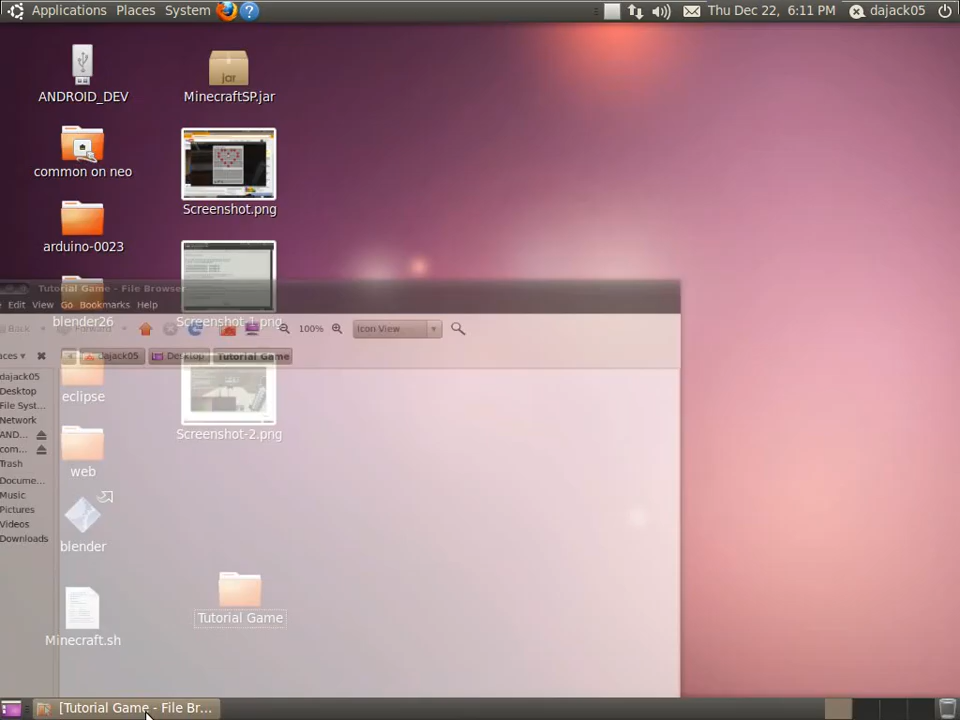 Applications Places System
Thu Dec 22, 6:11 PM
dajack05
ANDROID_DEV
MinecraftSP.jar
common on neo
Screenshot.png
arduino-0023
Tutorial Game - File Browser
Edit View Go Bookmarks Help
blender26
Screenshot-1.png
Back
Forward
100%
Icon View
aces
dajack05
Desktop
Tutorial Game
dajack05
Desktop
File Syst...
Network
AND...
com...
Trash
Docume...
Music
Pictures
Videos
Downloads
eclipse
Screenshot-2.png
web
blender
Minecraft.sh
Tutorial Game
[Tutorial Game - File Br...